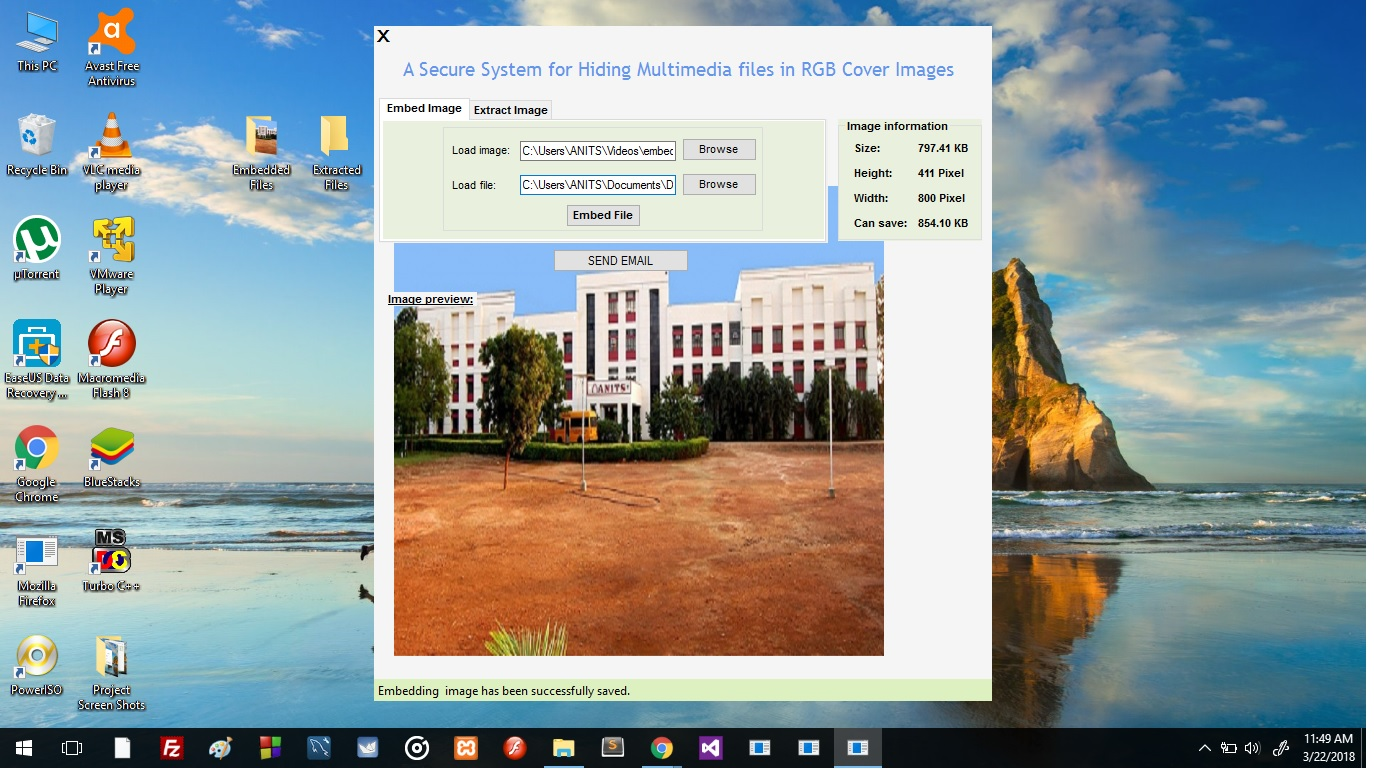 This PC
Avast Free
Antivirus
Recycle Bin
VLC media
player
Embedded
Files
Extracted
Files
µTorrent
VMware
Player
EaseUS Data
Recovery ...
Macromedia
Flash 8
Google
Chrome
BlueStacks
Mozilla
Firefox
MS
Turbo C++
PowerISO
Project
Screen Shots
X
A Secure System for Hiding Multimedia files in RGB Cover Images
Embed Image
Extract Image
Load image:
C:\Users\ANITS\Videos\embec
Browse
Load file:
C:\Users\ANITS\Documents\D
Browse
Embed File
Image information
Size: 797.41 KB
Height: 411 Pixel
Width: 800 Pixel
Can save: 854.10 KB
SEND EMAIL
Image preview:
ANITS
Embedding image has been successfully saved.
Fz
S
11:49 AM
3/22/2018